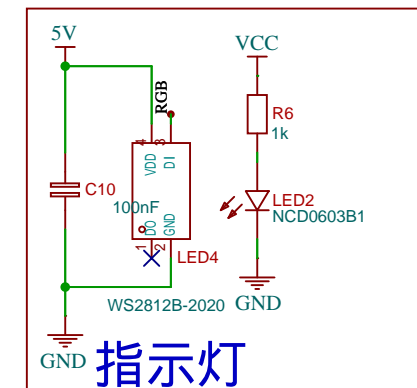 5V
VCC
RGB
R6
1k
4
3
VDD
DI
C10
100nF
LED2
NCD0603B1
DO
GND
1
2
LED4
WS2812B-2020
GND
GND
指示灯